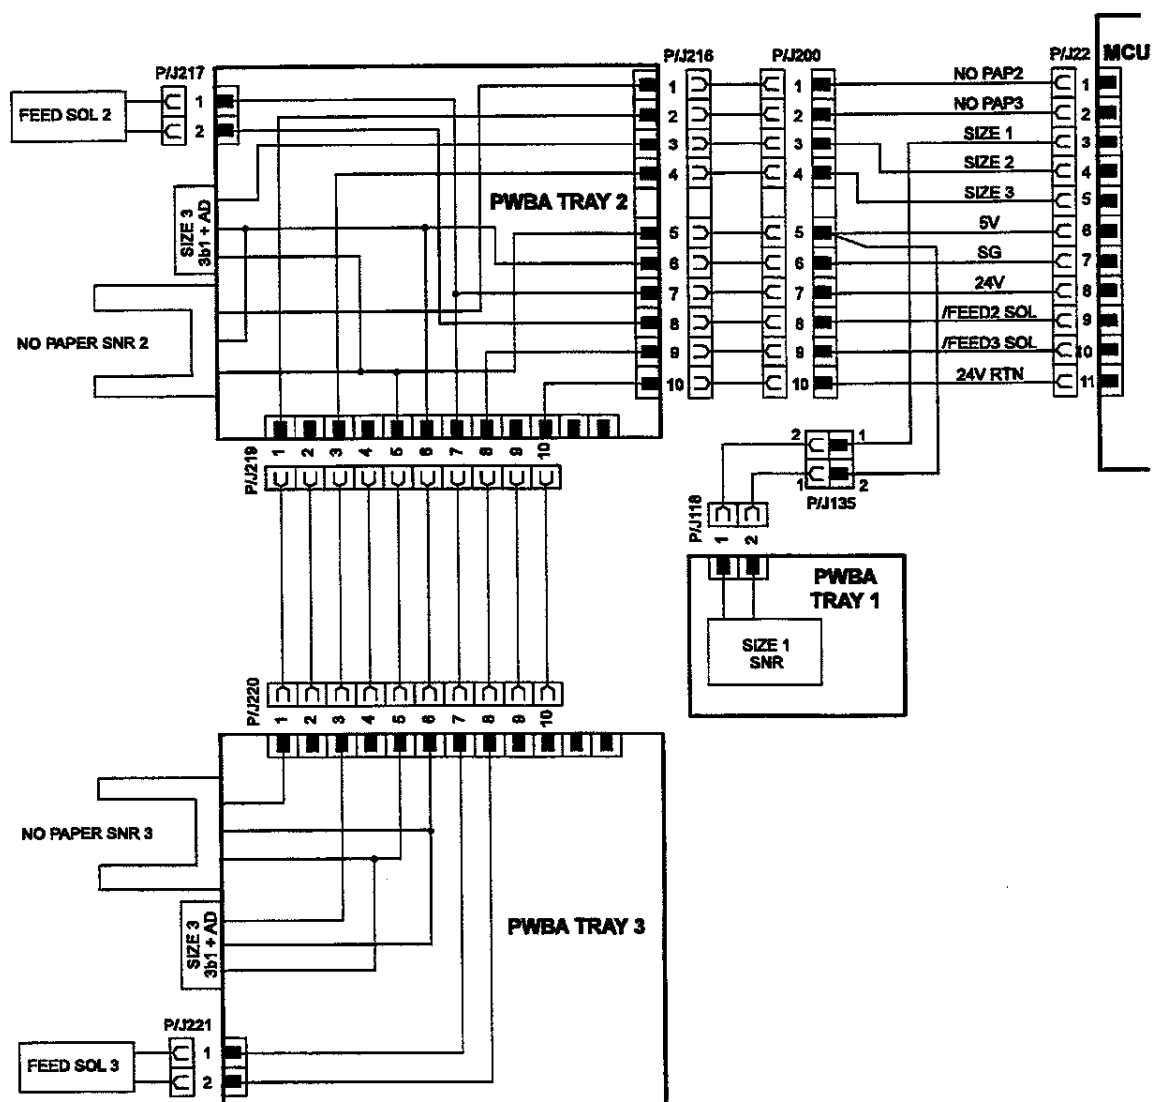 P/J217
FEED SOL 2
1
2
SIZE 3
3b1 + AD
NO PAPER SNR 2
PWBA TRAY 2
P/J216
1
2
3
4
5
6
7
8
9
10
P/J200
1
2
3
4
5
6
7
8
9
10
NO PAP2
NO PAP3
SIZE 1
SIZE 2
SIZE 3
5V
SG
24V
/FEED2 SOL
/FEED3 SOL
24V RTN
P/J22
1
2
3
4
5
6
7
8
9
10
11
MCU
P/J219
1
2
3
4
5
6
7
8
9
10
2
1
1
2
P/J135
P/J118
1
2
PWBA
TRAY 1
SIZE 1
SNR
P/J220
1
2
3
4
5
6
7
8
9
10
NO PAPER SNR 3
SIZE 3
3b1 + AD
PWBA TRAY 3
P/J221
FEED SOL 3
1
2